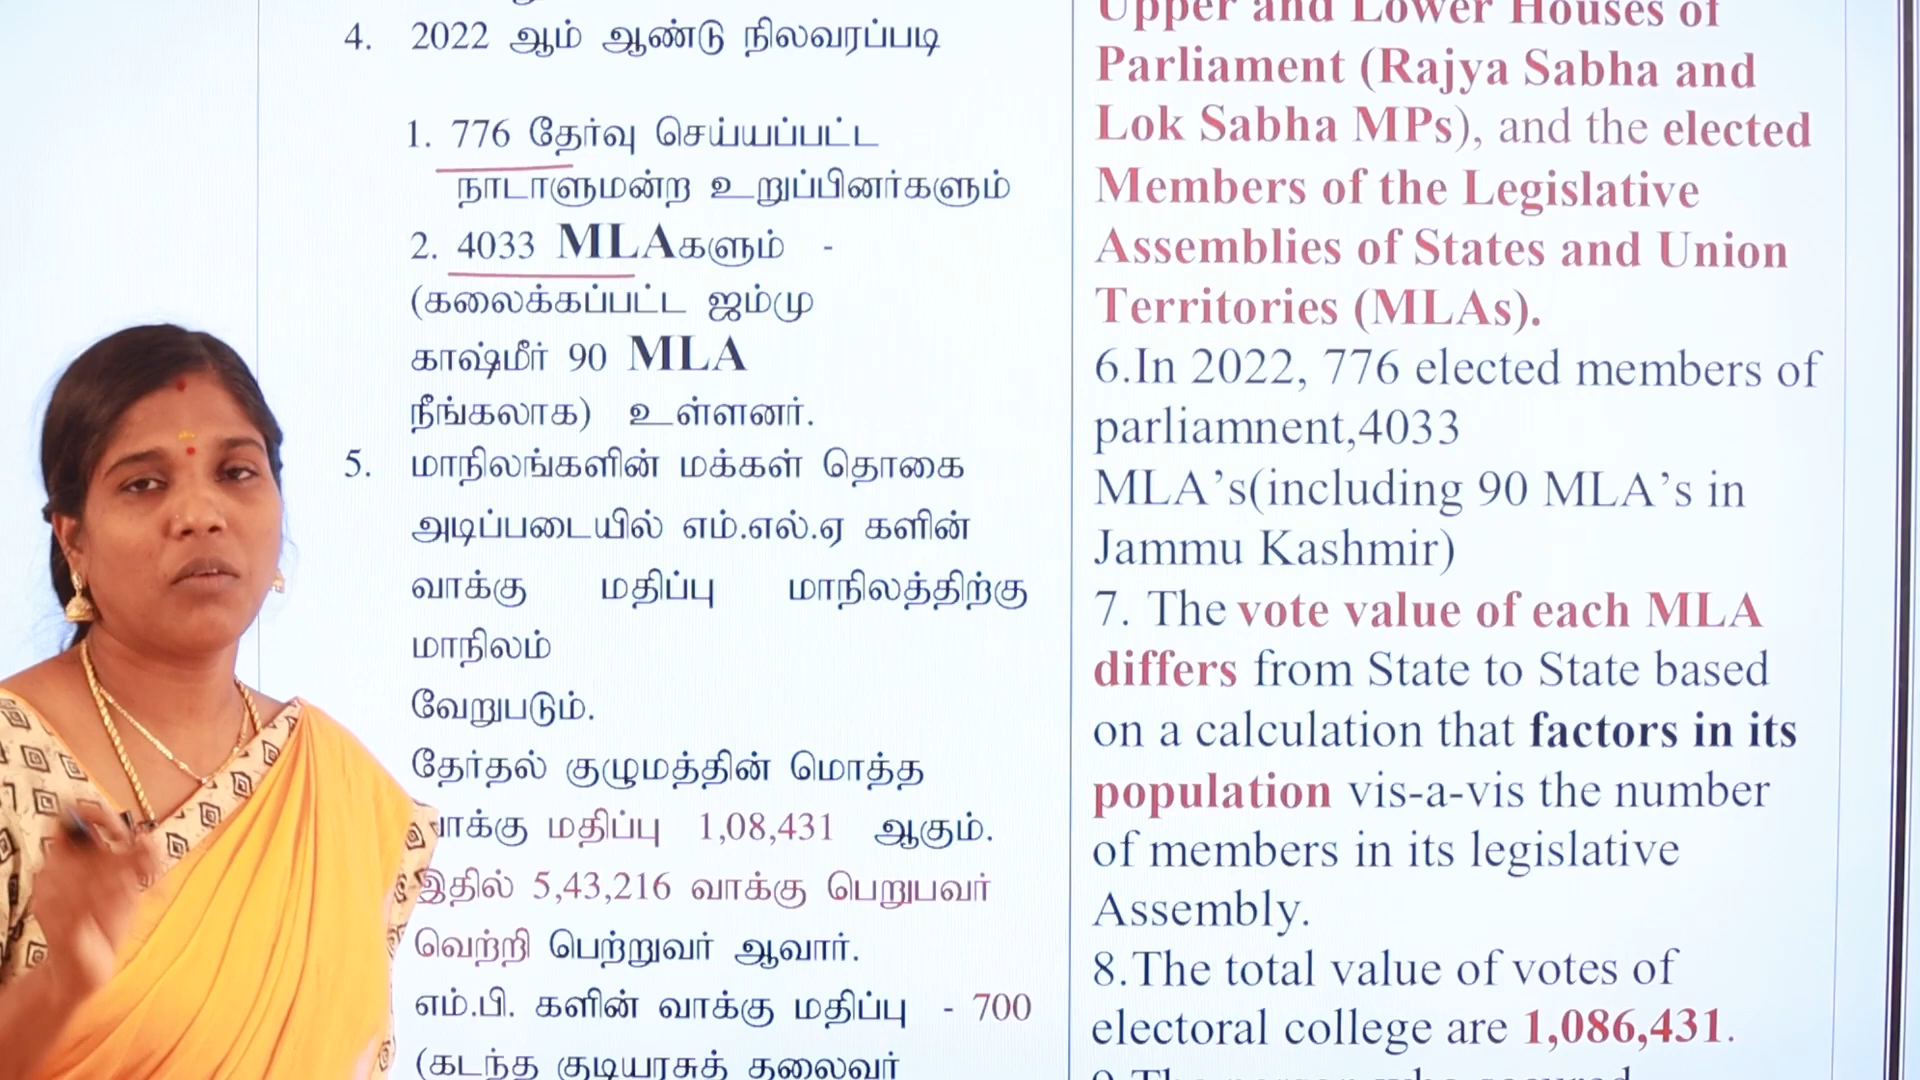 4. 2022 ஆம் ஆண்டு நிலவரப்படி
1. 776 தேர்வு செய்யப்பட்ட
நாடாளுமன்ற உறுப்பினர்களும்
2. 4033 MLAகளும் -
(கலைக்கப்பட்ட ஜம்மு
காஷ்மீர் 90 MLA
நீங்கலாக) உள்ளனர்.
5. மாநிலங்களின் மக்கள் தொகை
அடிப்படையில் எம்.எல்.ஏ களின்
வாக்கு மதிப்பு மாநிலத்திற்கு
மாநிலம்
வேறுபடும்.
தேர்தல் குழுமத்தின் மொத்த
வாக்கு மதிப்பு 1,08,431 ஆகும்.
இதில் 5,43,216 வாக்கு பெறுபவர்
வெற்றி பெற்றுவர் ஆவார்.
எம்.பி. களின் வாக்கு மதிப்பு - 700
(கடந்த குடியரசுத் தலைவர்
Upper and Lower Houses of
Parliament (Rajya Sabha and
Lok Sabha MPs), and the elected
Members of the Legislative
Assemblies of States and Union
Territories (MLAs).
6.In 2022, 776 elected members of
parliamnent,4033
MLA’s(including 90 MLA’s in
Jammu Kashmir)
7. The vote value of each MLA
differs from State to State based
on a calculation that factors in its
population vis-a-vis the number
of members in its legislative
Assembly.
8.The total value of votes of
electoral college are 1,086,431.